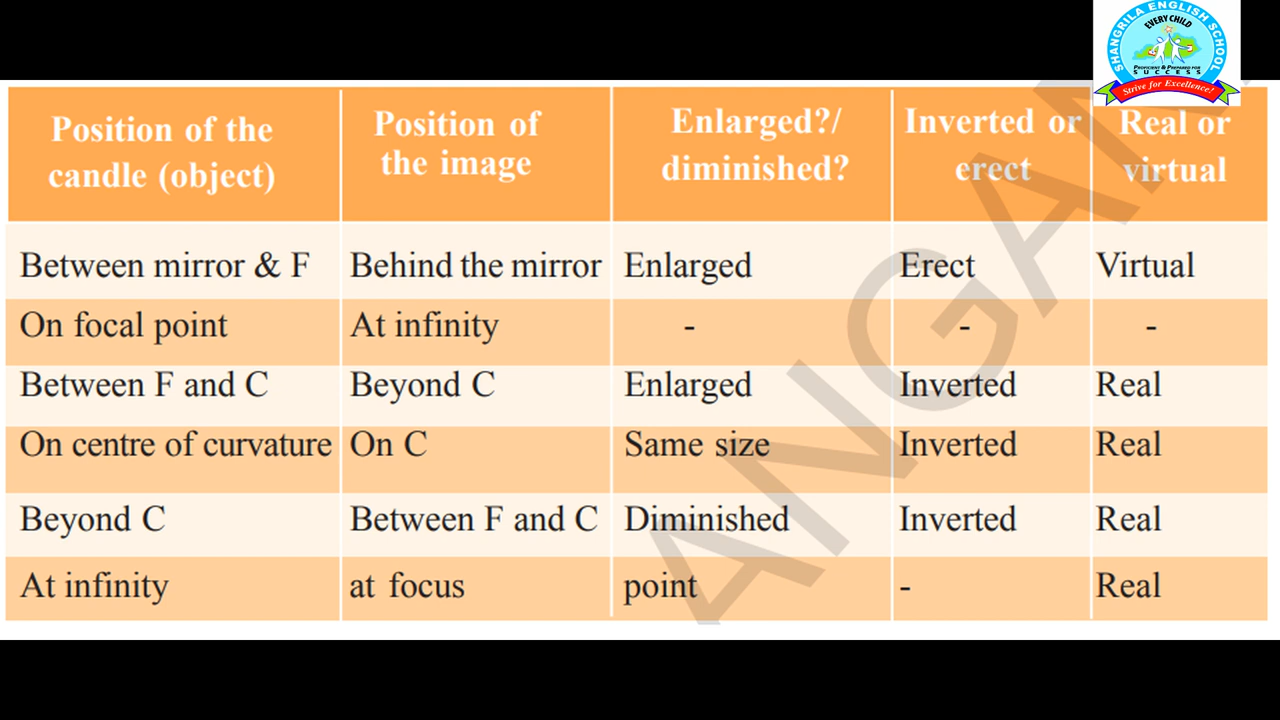 SHANGRILA ENGLISH SCHOOL
EVERY CHILD
PROFICIENT & PREPARED FOR
SUCCESS
Strive for Excellence!
Position of the
candle (object)
Position of
the image
Enlarged?/
diminished?
Inverted or
erect
Real or
virtual
Between mirror & F Behind the mirror Enlarged Erect Virtual
On focal point At infinity - - -
Between F and C Beyond C Enlarged Inverted Real
On centre of curvature On C Same size Inverted Real
Beyond C Between F and C Diminished Inverted Real
At infinity at focus point - Real